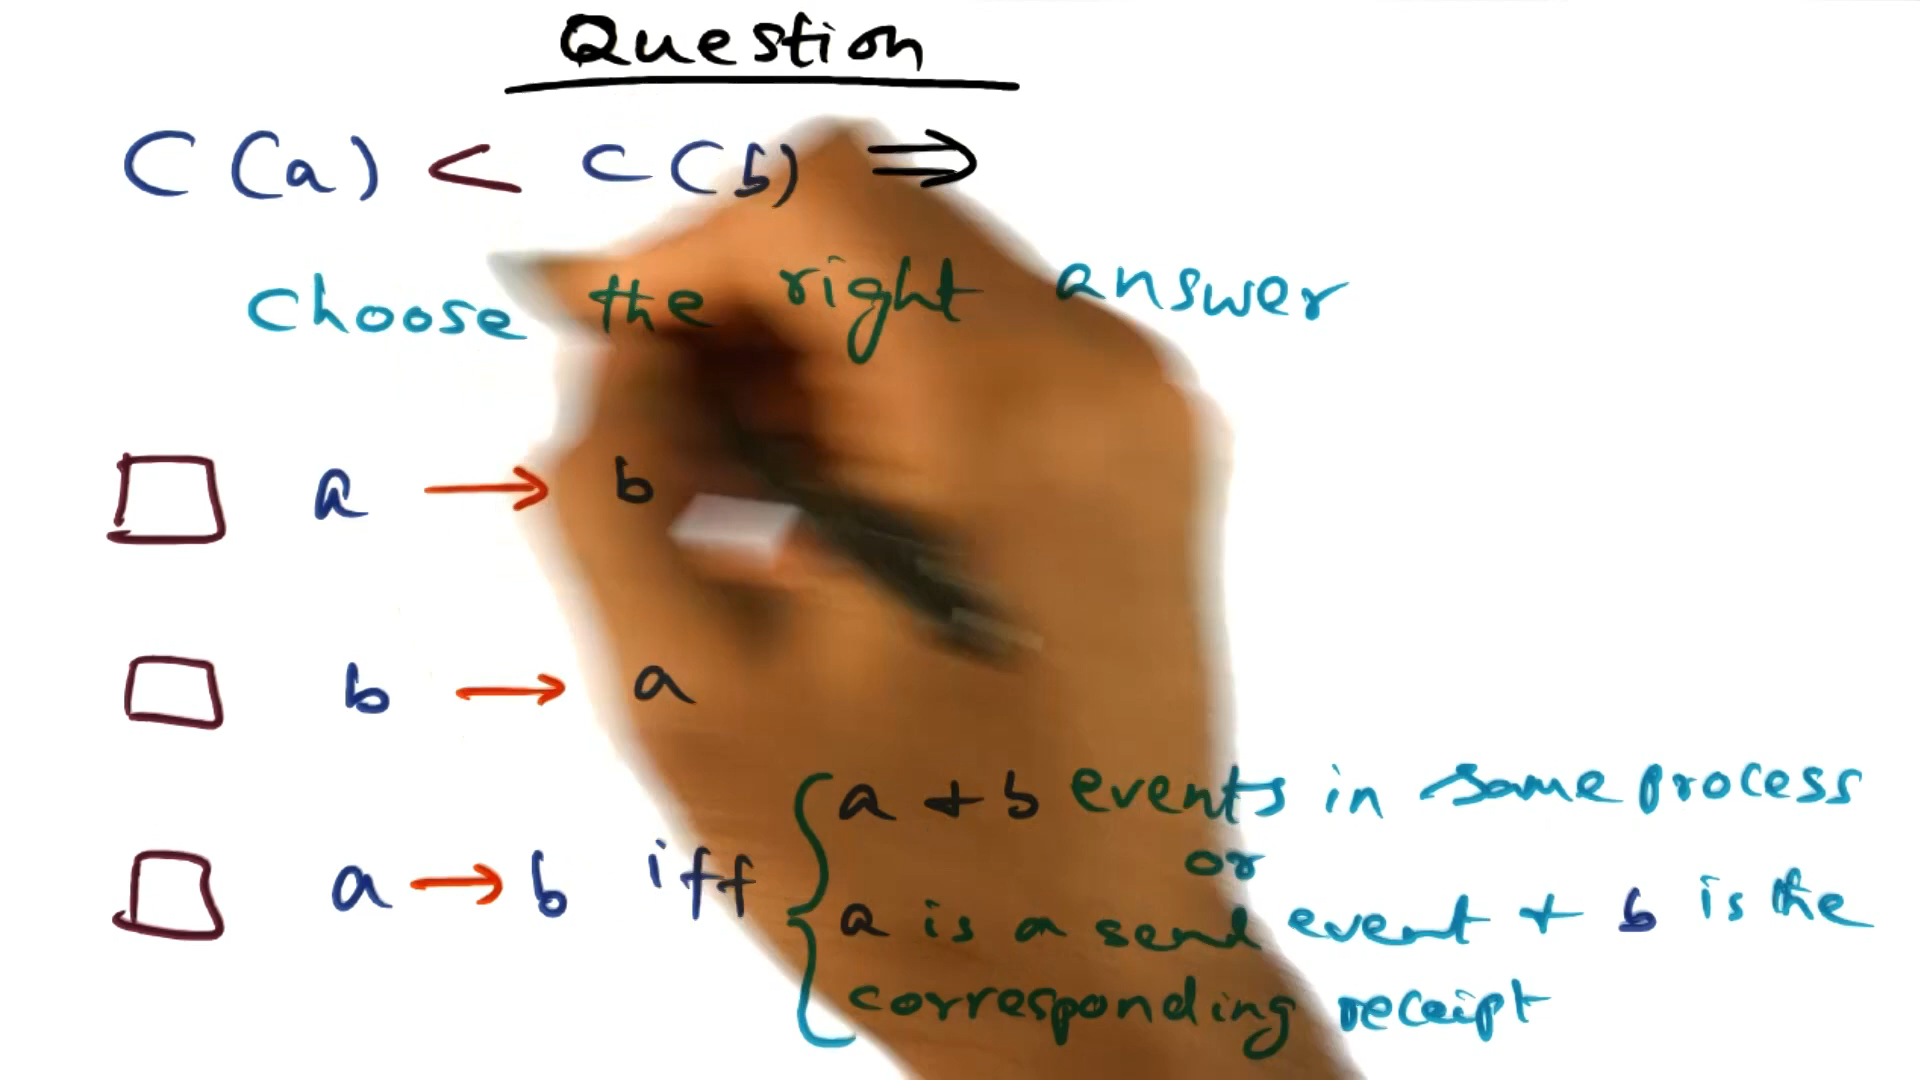 Question
C (a) < C (b) ⇒
Choose the right answer
a → b
b → a
a → b iff { a + b events in same process
or
a is a send event + b is the
corresponding receipt